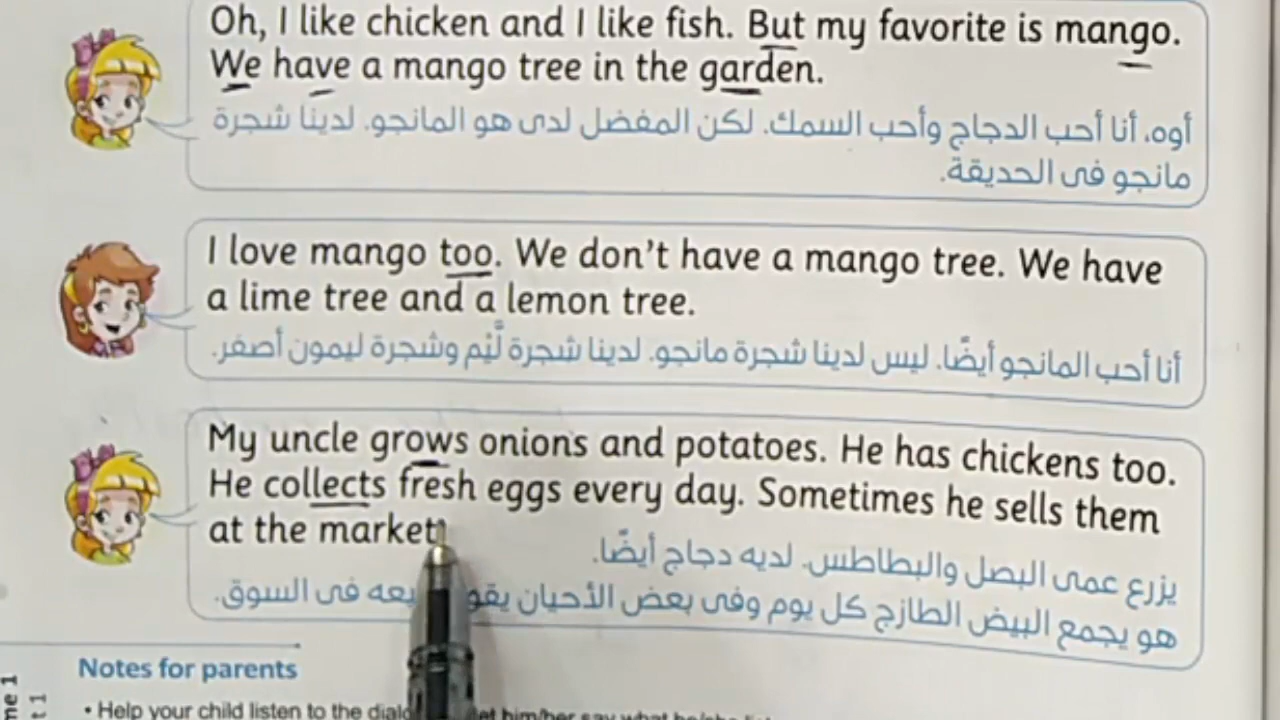 Oh, I like chicken and I like fish. But my favorite is mango.
We have a mango tree in the garden.
أوه، أنا أحب الدجاج وأحب السمك. لكن المفضل لدى هو المانجو. لدينا شجرة
مانجو فى الحديقة.
I love mango too. We don't have a mango tree. We have
a lime tree and a lemon tree.
أنا أحب المانجو أيضًا. ليس لدينا شجرة مانجو. لدينا شجرة لَيْم وشجرة ليمون أصفر.
My uncle grows onions and potatoes. He has chickens too.
He collects fresh eggs every day. Sometimes he sells them
at the market
يزرع عمى البصل والبطاطس. لديه دجاج أيضًا.
هو يجمع البيض الطازج كل يوم وفى بعض الأحيان فى السوق.
Notes for parents
• Help your child listen to the
me 1
t 1